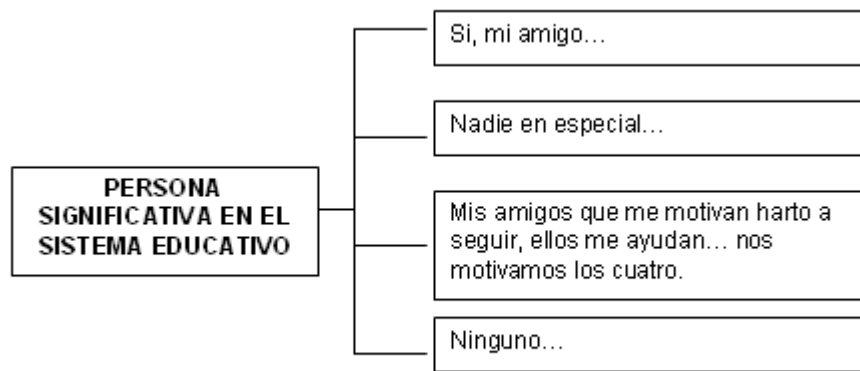 PERSONA
SIGNIFICATIVA EN EL
SISTEMA EDUCATIVO
Si, mi amigo…
Nadie en especial…
Mis amigos que me motivan harto a
seguir, ellos me ayudan… nos
motivamos los cuatro.
Ninguno…